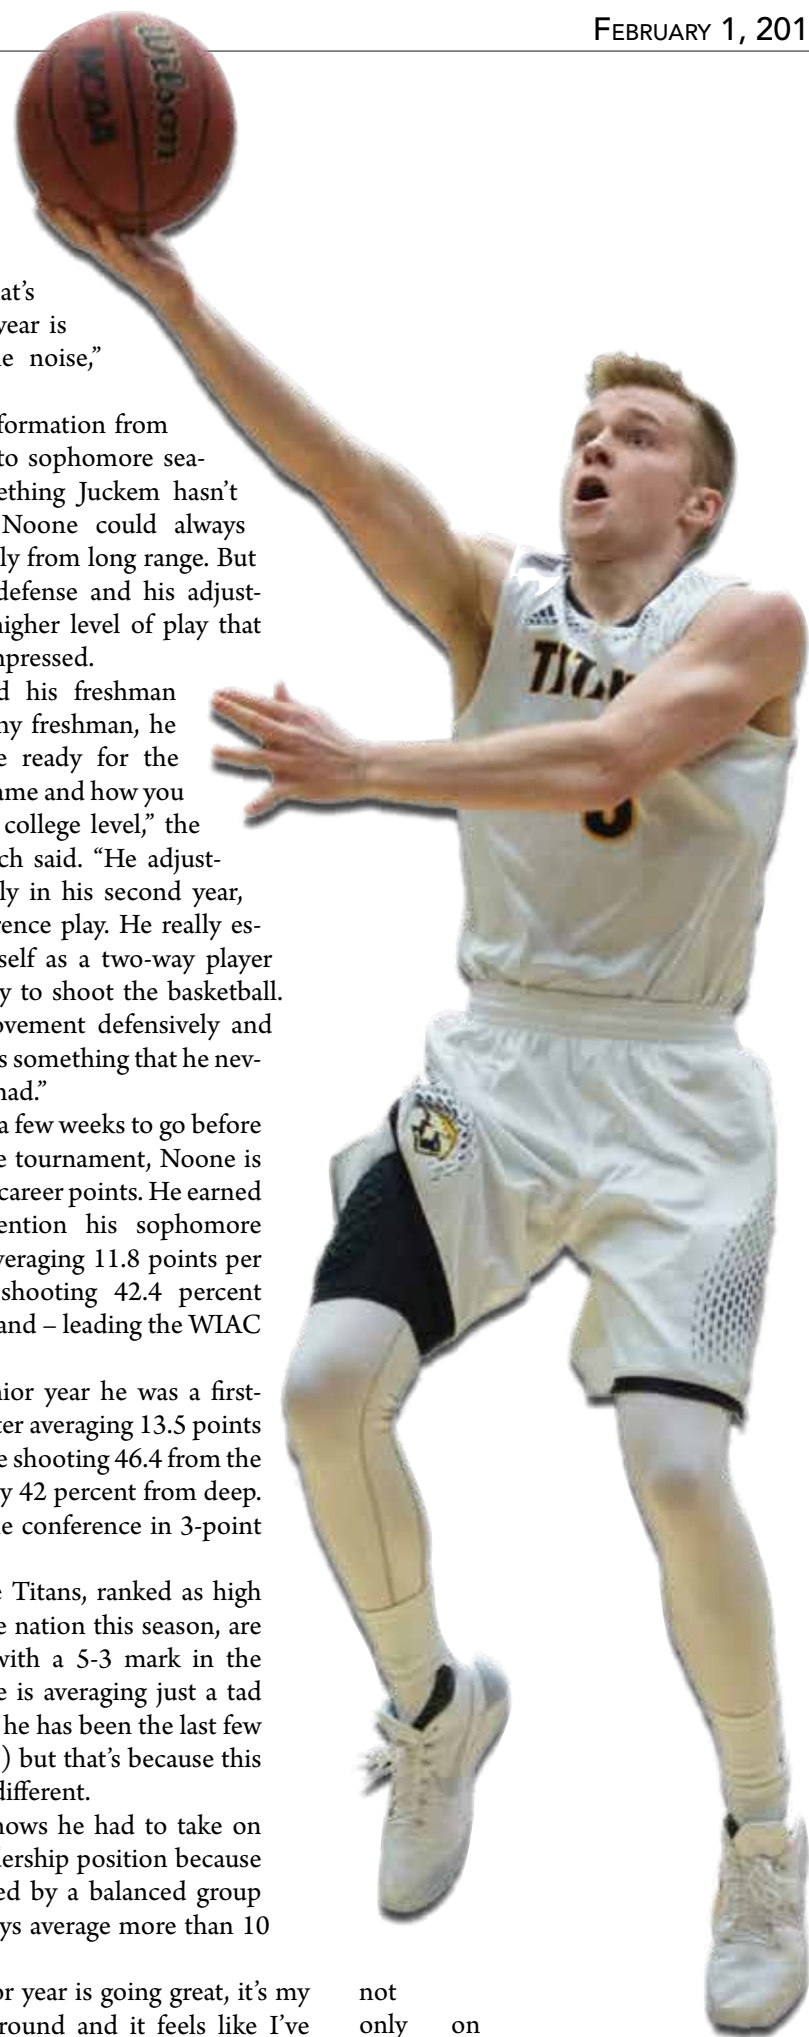 FEBRUARY 1, 201
Wilson
NCAA
at's
year is
e noise,”
formation from
to sophomore sea-
ething Juckem hasn’t
Noone could always
ly from long range. But
defense and his adjust-
higher level of play that
mpressed.
d his freshman
ny freshman, he
e ready for the
ame and how you
college level,” the
ch said. “He adjust-
ly in his second year,
rence play. He really es-
self as a two-way player
y to shoot the basketball.
ovement defensively and
s something that he nev-
had.”
a few weeks to go before
e tournament, Noone is
career points. He earned
ention his sophomore
veraging 11.8 points per
shooting 42.4 percent
and – leading the WIAC
nior year he was a first-
ter averaging 13.5 points
e shooting 46.4 from the
y 42 percent from deep.
e conference in 3-point
e Titans, ranked as high
e nation this season, are
with a 5-3 mark in the
e is averaging just a tad
he has been the last few
) but that’s because this
different.
nows he had to take on
dership position because
ed by a balanced group
ys average more than 10
or year is going great, it’s my
round and it feels like I’ve
not
only on
TITAN